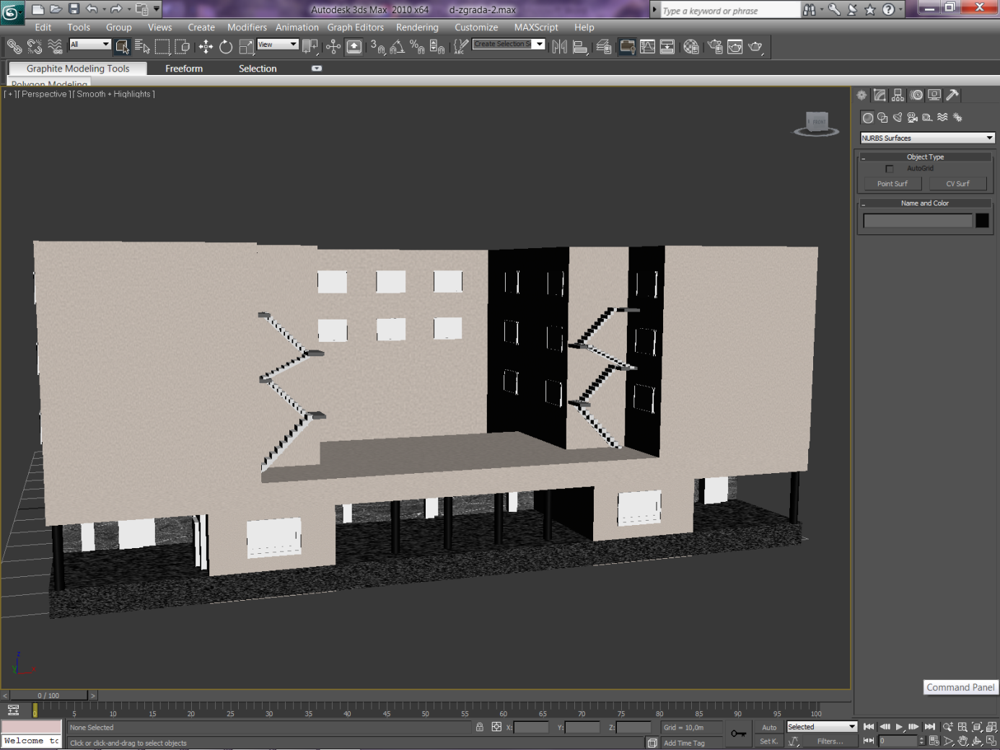 Autodesk 3ds Max 2010 x64 d-zgrada-2.max
Type a keyword or phrase
Edit Tools Group Views Create Modifiers Animation Graph Editors Rendering Customize MAXScript Help
All View Create Selection S
Graphite Modeling Tools Freeform Selection
Polygon Modeling
[ + ][ Perspective ][ Smooth + Highlights ]
FRONT
NURBS Surfaces
Object Type
AutoGrid
Point Surf CV Surf
Name and Color
Command Panel
z
y
x
< 0 / 100 >
0 5 10 15 20 25 30 35 40 45 50 55 60 65 70 75 80 85 90 95 100
None Selected X: Y: Z: Grid = 10,0m Auto Selected
Welcome to Click or click-and-drag to select objects Add Time Tag Set K. Filters... 0